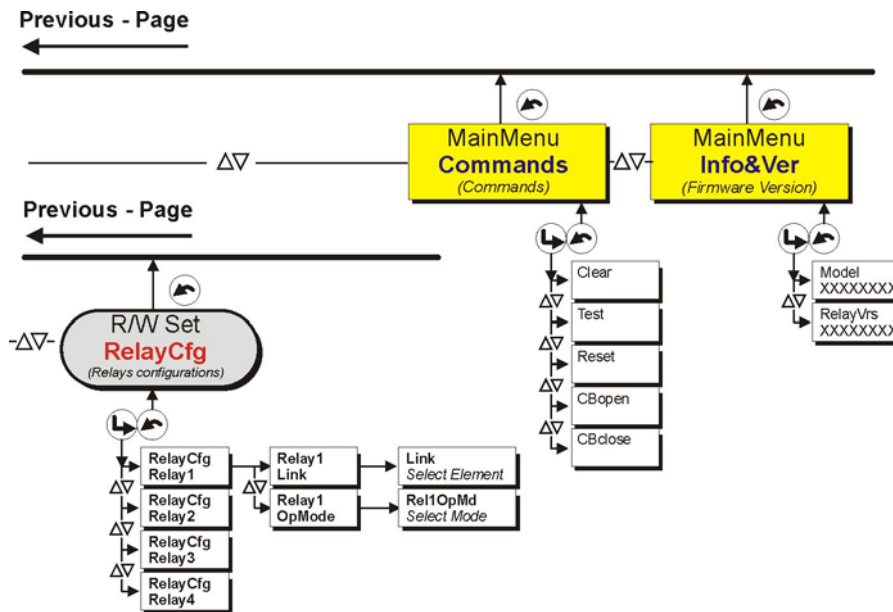 Previous - Page
MainMenu
Commands
(Commands)
MainMenu
Info&Ver
(Firmware Version)
Previous - Page
Clear
Test
Reset
CBopen
CBclose
Model
XXXXXXXX
RelayVrs
XXXXXXXX
R/W Set
RelayCfg
(Relays configurations)
RelayCfg
Relay1
Relay1
Link
Link
Select Element
RelayCfg
Relay2
Relay1
OpMode
Rel1OpMd
Select Mode
RelayCfg
Relay3
RelayCfg
Relay4